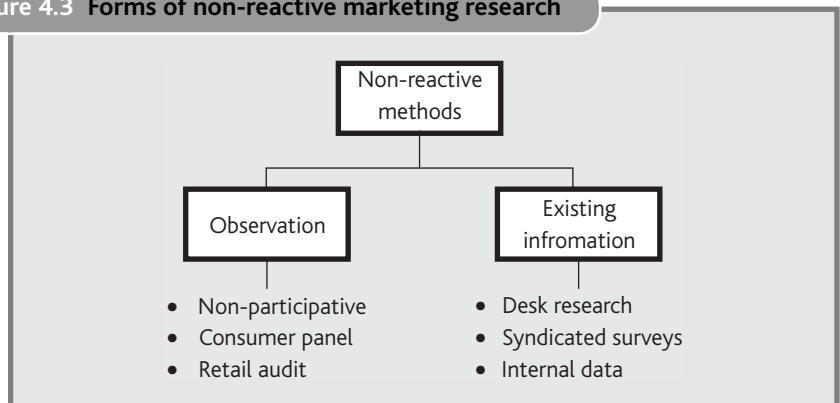 ure 4.3 Forms of non-reactive marketing research
Non-reactive
methods
Observation
Existing
infromation
• Non-participative
• Consumer panel
• Retail audit
• Desk research
• Syndicated surveys
• Internal data